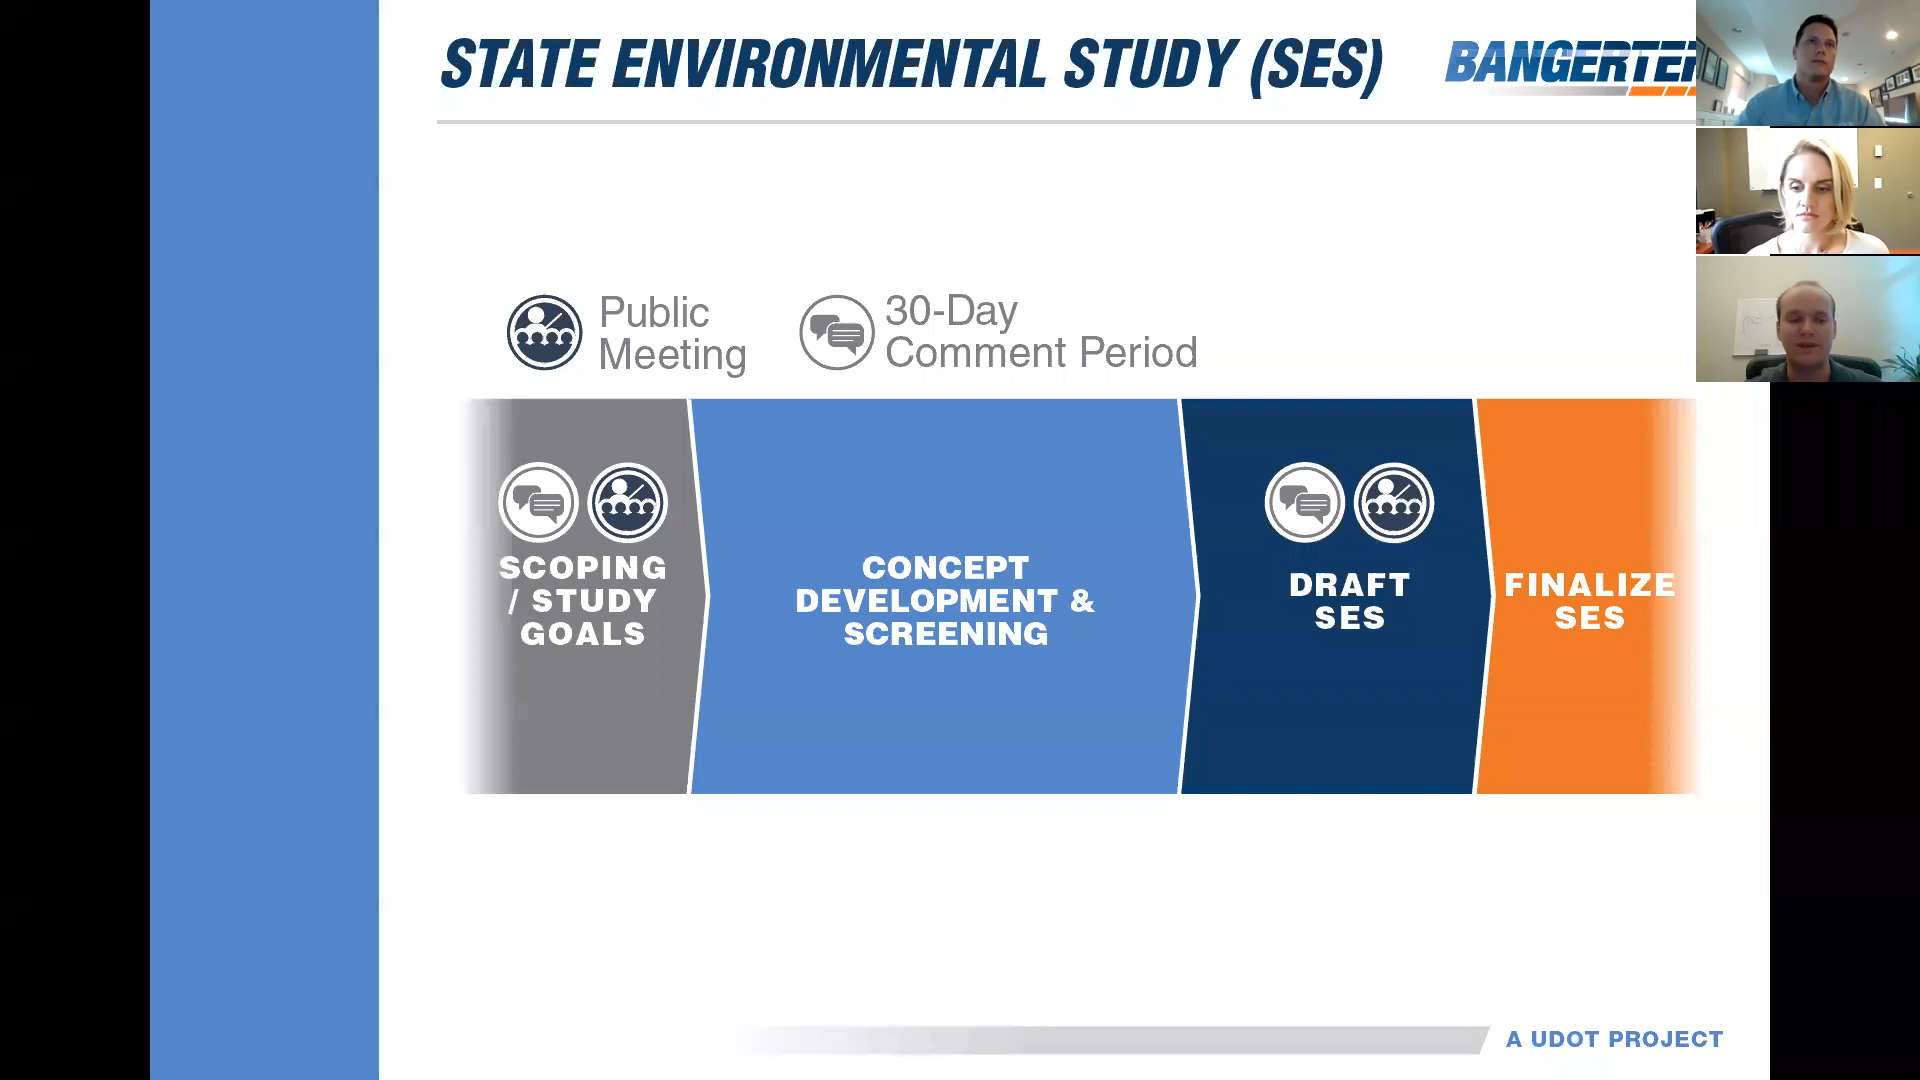 STATE ENVIRONMENTAL STUDY (SES)
BANGERTER
Public
Meeting
30-Day
Comment Period
SCOPING
/ STUDY
GOALS
CONCEPT
DEVELOPMENT &
SCREENING
DRAFT
SES
FINALIZE
SES
A UDOT PROJECT